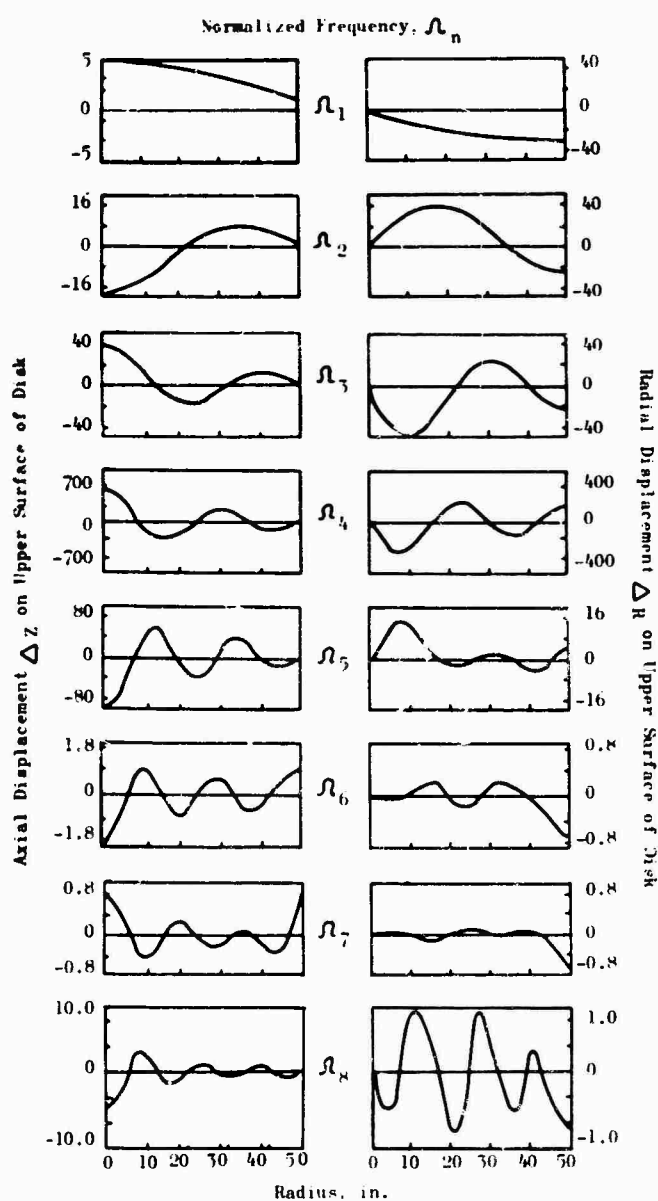 Normalized Frequency, Ωn
5 0 -5 Ω1 40 0 -40
16 0 -16 Ω2 40 0 -40
40 0 -40 Ω3 40 0 -40
700 0 -700 Ω4 400 0 -400
80 0 -80 Ω5 16 0 -16
1.8 0 -1.8 Ω6 0.8 0 -0.8
0.8 0 -0.8 Ω7 0.8 0 -0.8
10.0 0 -10.0 Ω8 1.0 0 -1.0
Axial Displacement ΔZ on Upper Surface of Disk
Radial Displacement ΔR on Upper Surface of Disk
0 10 20 30 40 50 0 10 20 30 40 50
Radius, in.